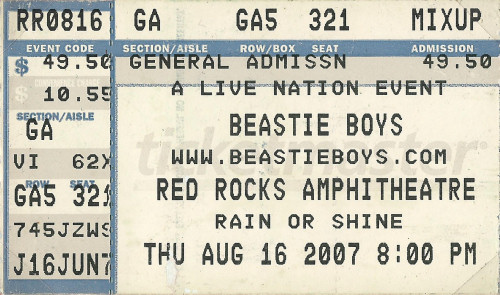 RR0816 GA GA5 321 MIXUP
EVENT CODE SECTION/AISLE ROW/BOX SEAT ADMISSION
$ 49.50 GENERAL ADMISSN 49.50
$ 10.55 A LIVE NATION EVENT
SECTION/AISLE
GA BEASTIE BOYS
ticketmaster
VI 62X WWW.BEASTIEBOYS.COM
ROW SEAT
GA5 321 RED ROCKS AMPHITHEATRE
745JZWS RAIN OR SHINE
J16JUN7 THU AUG 16 2007 8:00 PM